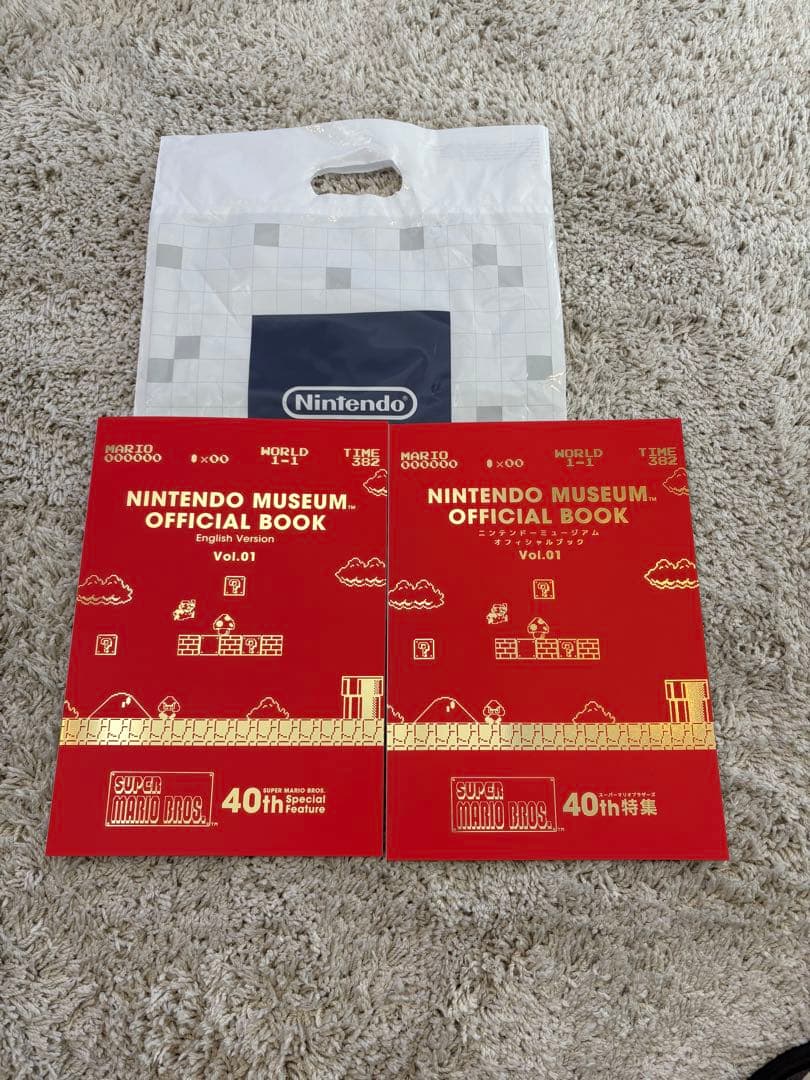 Nintendo
MARIO WORLD TIME
000000 ×00 1-1 382
NINTENDO MUSEUM™
OFFICIAL BOOK
English Version
Vol.01
?
?
?
SUPER
MARIO BROS.™
SUPER MARIO BROS.
40th Special
Feature
MARIO WORLD TIME
000000 ×00 1-1 382
NINTENDO MUSEUM™
OFFICIAL BOOK
ニンテンドーミュージアム
オフィシャルブック
Vol.01
?
?
?
SUPER
MARIO BROS.™
スーパーマリオブラザーズ
40th特集